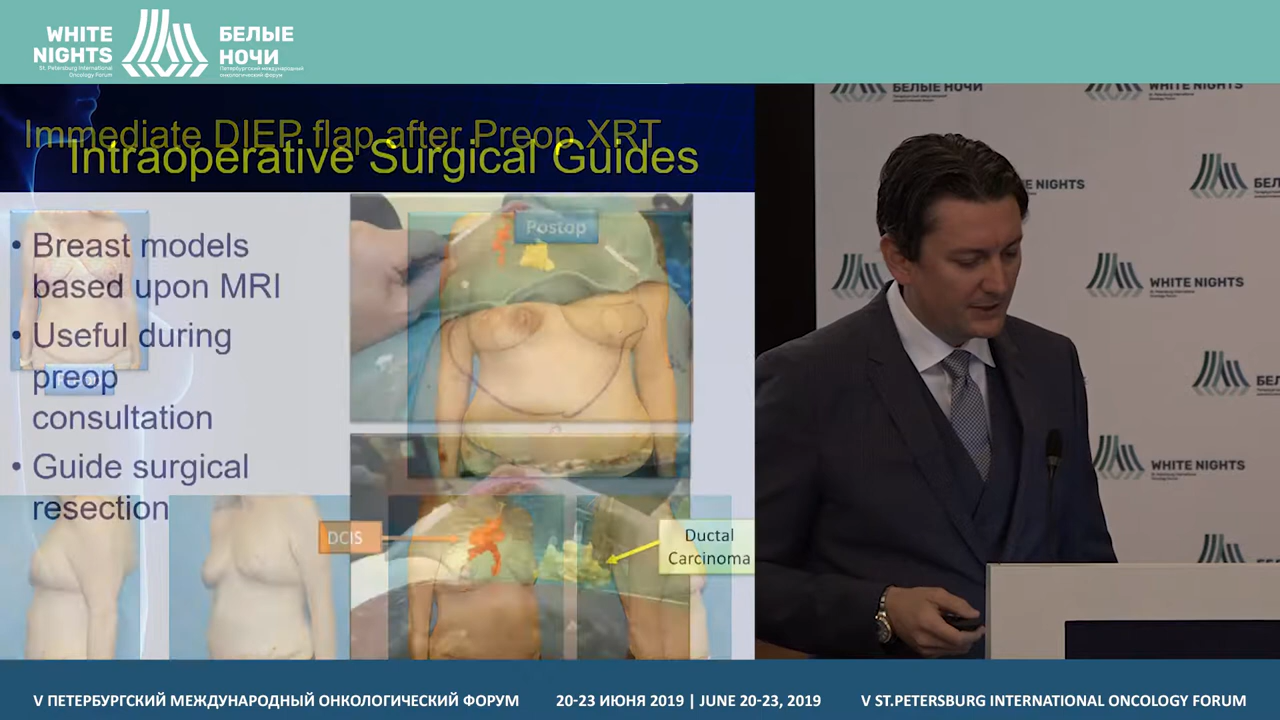 WHITE
NIGHTS
St. Petersburg International
Oncology Forum
БЕЛЫЕ
НОЧИ
Петербургский международный
онкологический форум
Immediate DIEP flap after Preop XRT
Intraoperative Surgical Guides
• Breast models
based upon MRI
• Useful during
preop
consultation
• Guide surgical
resection
Postop
DCIS
Ductal
Carcinoma
БЕЛЫЕ НОЧИ
WHITE NIGHTS
E NIGHTS
БЕЛ
WHITE NIGHTS
БЕЛ
WHITE NIGHTS
БЕЛ
V ПЕТЕРБУРГСКИЙ МЕЖДУНАРОДНЫЙ ОНКОЛОГИЧЕСКИЙ ФОРУМ
20-23 ИЮНЯ 2019 | JUNE 20-23, 2019
V ST.PETERSBURG INTERNATIONAL ONCOLOGY FORUM